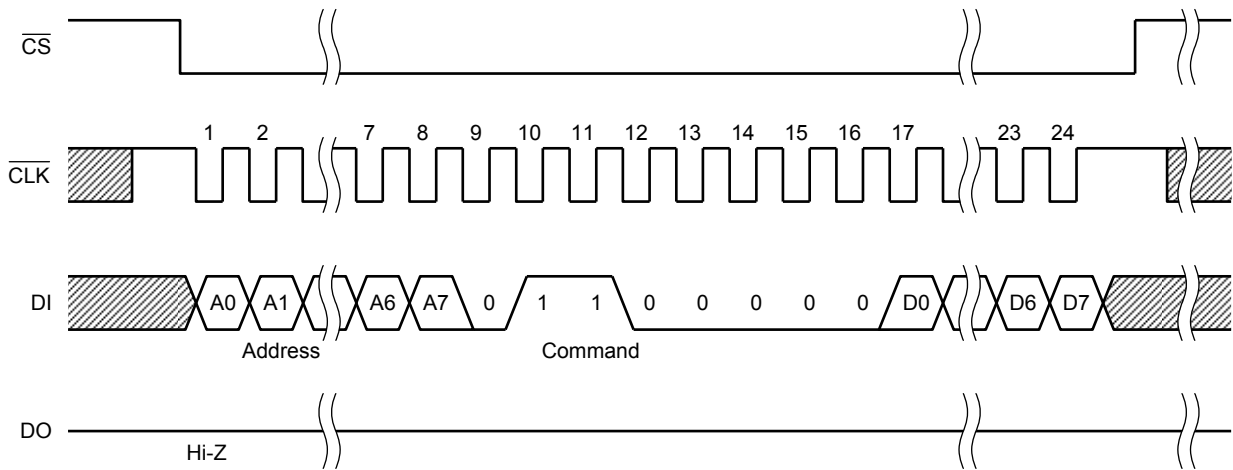 CS
1 2 7 8 9 10 11 12 13 14 15 16 17 23 24
CLK
DI A0 A1 A6 A7 0 1 1 0 0 0 0 0 D0 D6 D7
Address Command
DO
Hi-Z